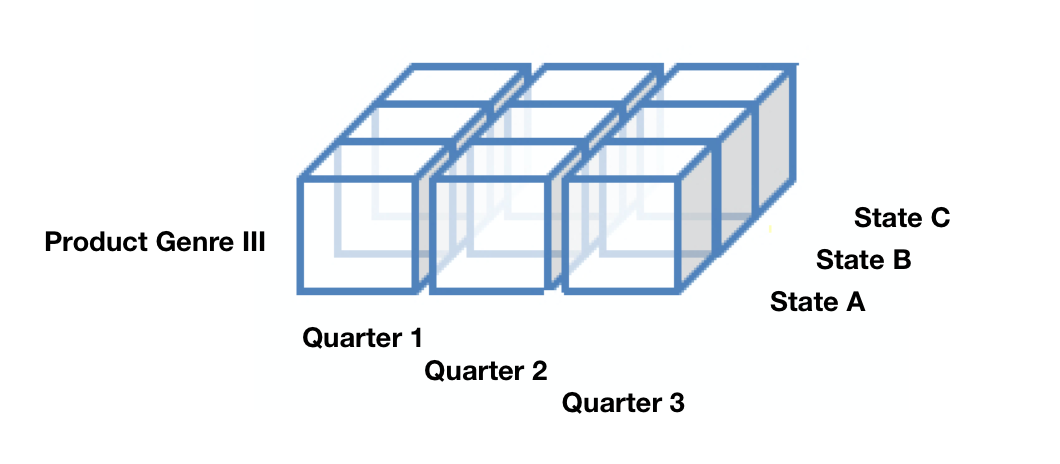 State C
Product Genre III
State B
State A
Quarter 1
Quarter 2
Quarter 3